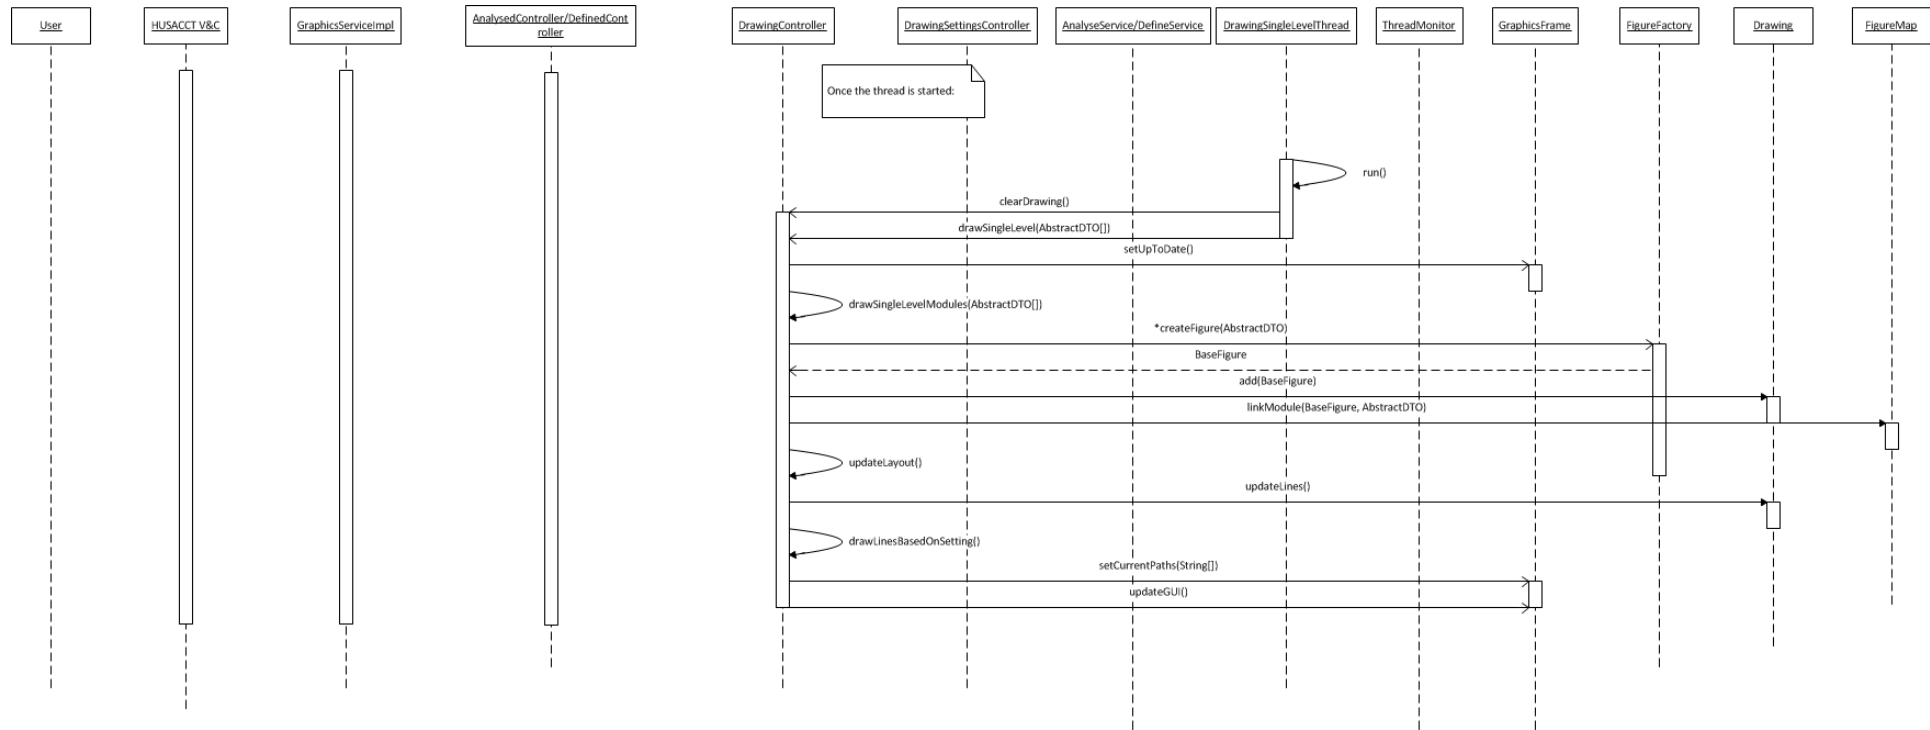 User
HUSACCT V&C
GraphicsServiceImpl
AnalysedController/DefinedCont
roller
DrawingController
DrawingSettingsController
AnalyseService/DefineService
DrawingSingleLevelThread
ThreadMonitor
GraphicsFrame
FigureFactory
Drawing
FigureMap
Once the thread is started:
run()
clearDrawing()
drawSingleLevel(AbstractDTO[])
setUpToDate()
drawSingleLevelModules(AbstractDTO[])
*createFigure(AbstractDTO)
BaseFigure
add(BaseFigure)
linkModule(BaseFigure, AbstractDTO)
updateLayout()
updateLines()
drawLinesBasedOnSetting()
setCurrentPaths(String[])
updateGUI()